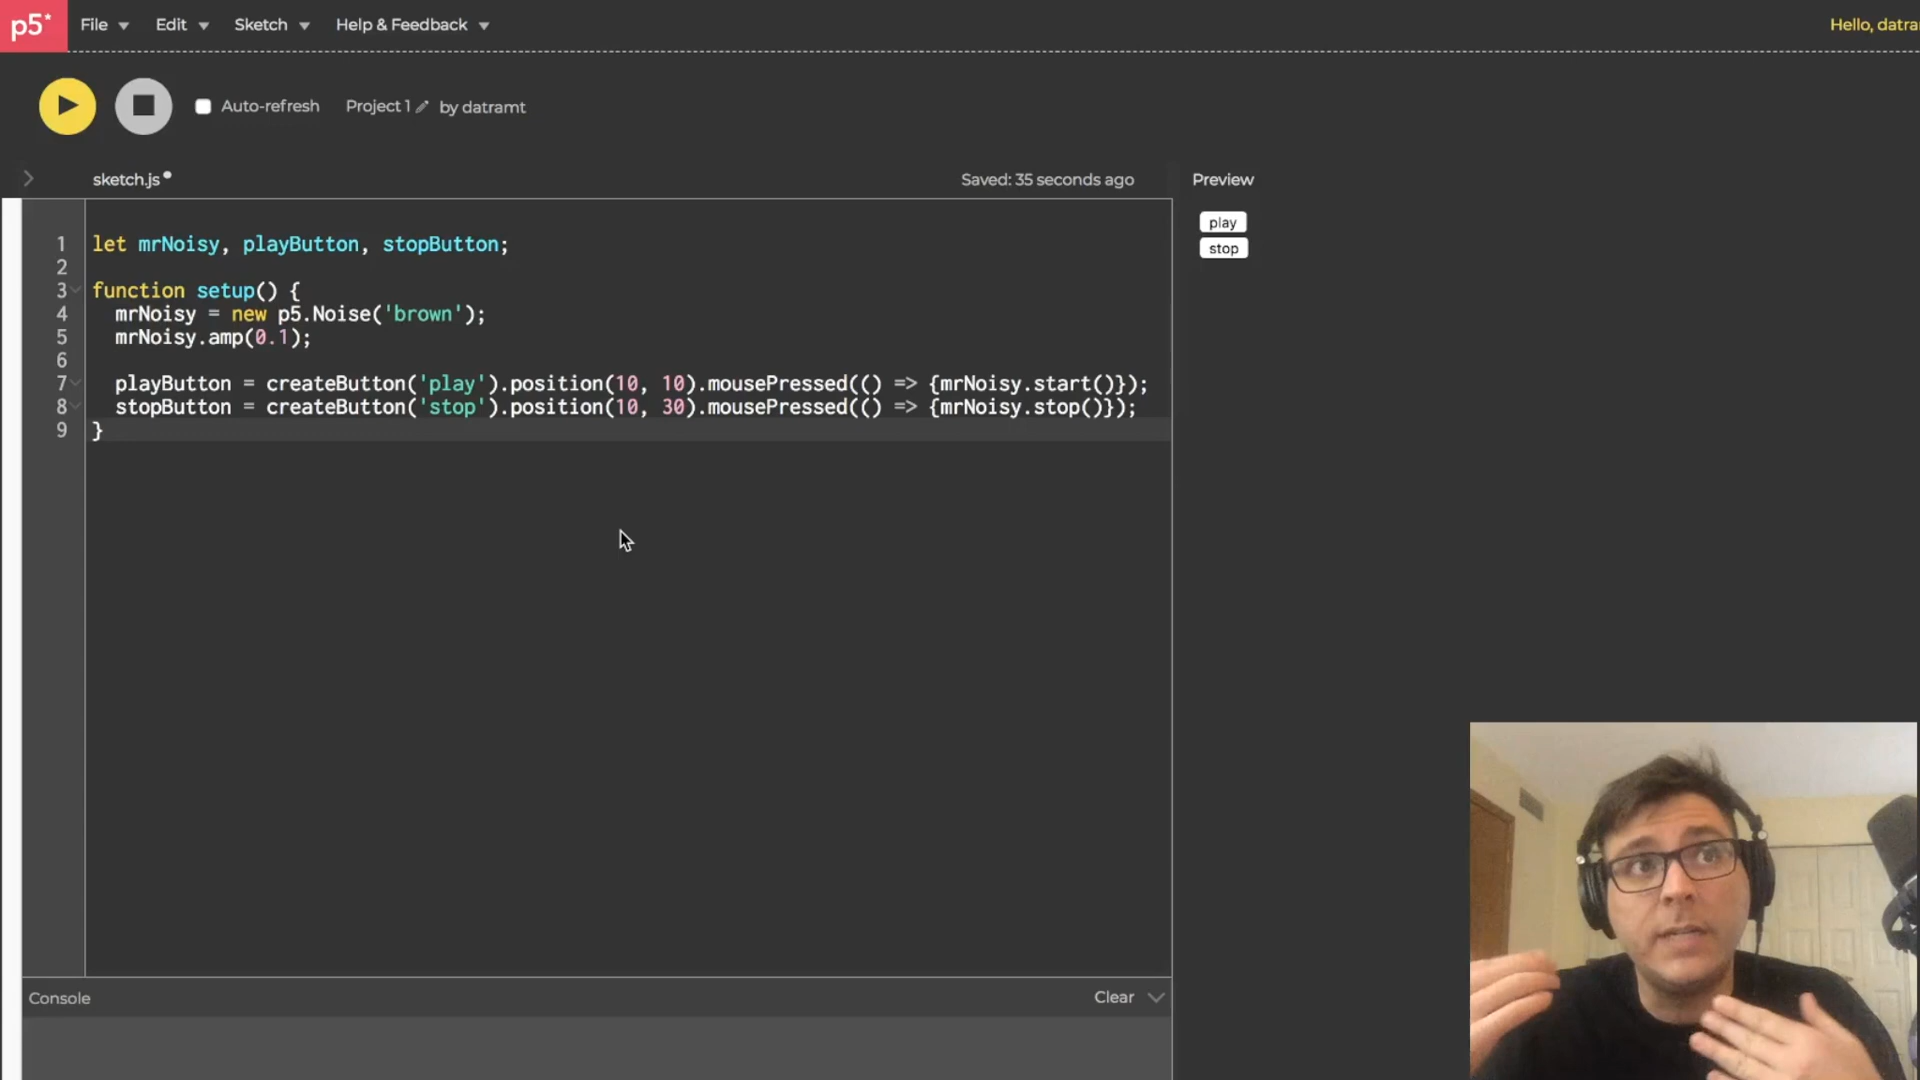 p5* File Edit Sketch Help & Feedback Hello, datra
Auto-refresh Project 1 by datramt
sketch.js Saved: 35 seconds ago Preview
play
stop
1 let mrNoisy, playButton, stopButton;
2
3 function setup() {
4 mrNoisy = new p5.Noise('brown');
5 mrNoisy.amp(0.1);
6
7 playButton = createButton('play').position(10, 10).mousePressed(() => {mrNoisy.start()});
8 stopButton = createButton('stop').position(10, 30).mousePressed(() => {mrNoisy.stop()});
9 }
Console Clear